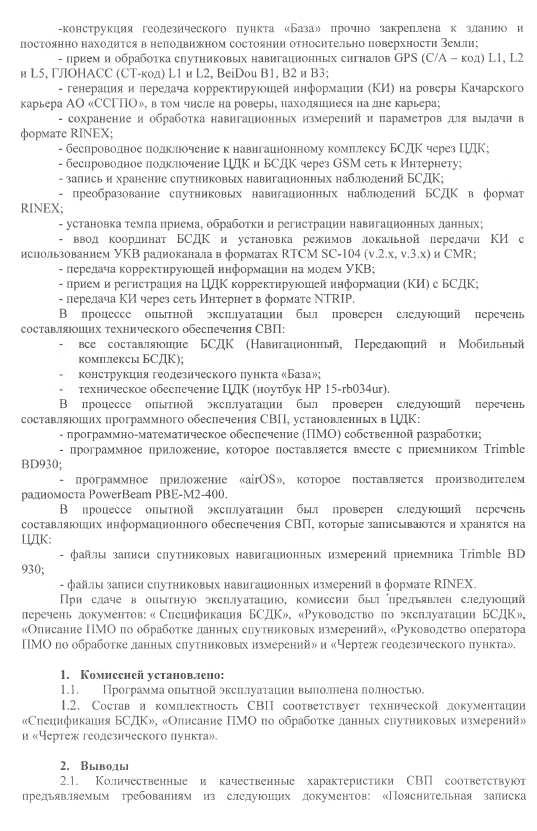 -конструкция геодезического пункта «База» прочно закреплена к зданию и
постоянно находится в неподвижном состоянии относительно поверхности Земли;
- прием и обработка спутниковых навигационных сигналов GPS (C/A – код) L1, L2
и L5, ГЛОНАСС (СТ-код) L1 и L2, BeiDou B1, B2 и B3;
- генерация и передача корректирующей информации (КИ) на роверы Качарского
карьера АО «ССГПО», в том числе на роверы, находящиеся на дне карьера;
- сохранение и обработка навигационных измерений и параметров для выдачи в
формате RINEX;
- беспроводное подключение к навигационному комплексу БСДК через ЦДК;
- беспроводное подключение ЦДК и БСДК через GSM сеть к Интернету;
- запись и хранение спутниковых навигационных наблюдений БСДК;
- преобразование спутниковых навигационных наблюдений БСДК в формат
RINEX;
- установка темпа приема, обработки и регистрации навигационных данных;
- ввод координат БСДК и установка режимов локальной передачи КИ с
использованием УКВ радиоканала в форматах RTCM SC-104 (v.2.x, v.3.x) и CMR;
- передача корректирующей информации на модем УКВ;
- прием и регистрация на ЦДК корректирующей информации (КИ) с БСДК;
- передача КИ через сеть Интернет в формате NTRIP.
В процессе опытной эксплуатации был проверен следующий перечень
составляющих технического обеспечения СВП:
- все составляющие БСДК (Навигационный, Передающий и Мобильный
комплексы БСДК);
- конструкция геодезического пункта «База»;
- техническое обеспечение ЦДК (ноутбук HP 15-rb034ur).
В процессе опытной эксплуатации был проверен следующий перечень
составляющих программного обеспечения СВП, установленных в ЦДК:
- программно-математическое обеспечение (ПМО) собственной разработки;
- программное приложение, которое поставляется вместе с приемником Trimble
BD930;
- программное приложение «airOS», которое поставляется производителем
радиомоста PowerBeam PBE-M2-400.
В процессе опытной эксплуатации был проверен следующий перечень
составляющих информационного обеспечения СВП, которые записываются и хранятся на
ЦДК:
- файлы записи спутниковых навигационных измерений приемника Trimble BD
930;
- файлы записи спутниковых навигационных измерений в формате RINEX.
При сдаче в опытную эксплуатацию, комиссии был предъявлен следующий
перечень документов: « Спецификация БСДК», «Руководство по эксплуатации БСДК»,
«Описание ПМО по обработке данных спутниковых измерений», «Руководство оператора
ПМО по обработке данных спутниковых измерений» и «Чертеж геодезического пункта».
1. Комиссией установлено:
1.1. Программа опытной эксплуатации выполнена полностью.
1.2. Состав и комплектность СВП соответствует технической документации
«Спецификация БСДК», «Описание ПМО по обработке данных спутниковых измерений»
и «Чертеж геодезического пункта».
2. Выводы
2.1. Количественные и качественные характеристики СВП соответствуют
предъявляемым требованиям из следующих документов: «Пояснительная записка